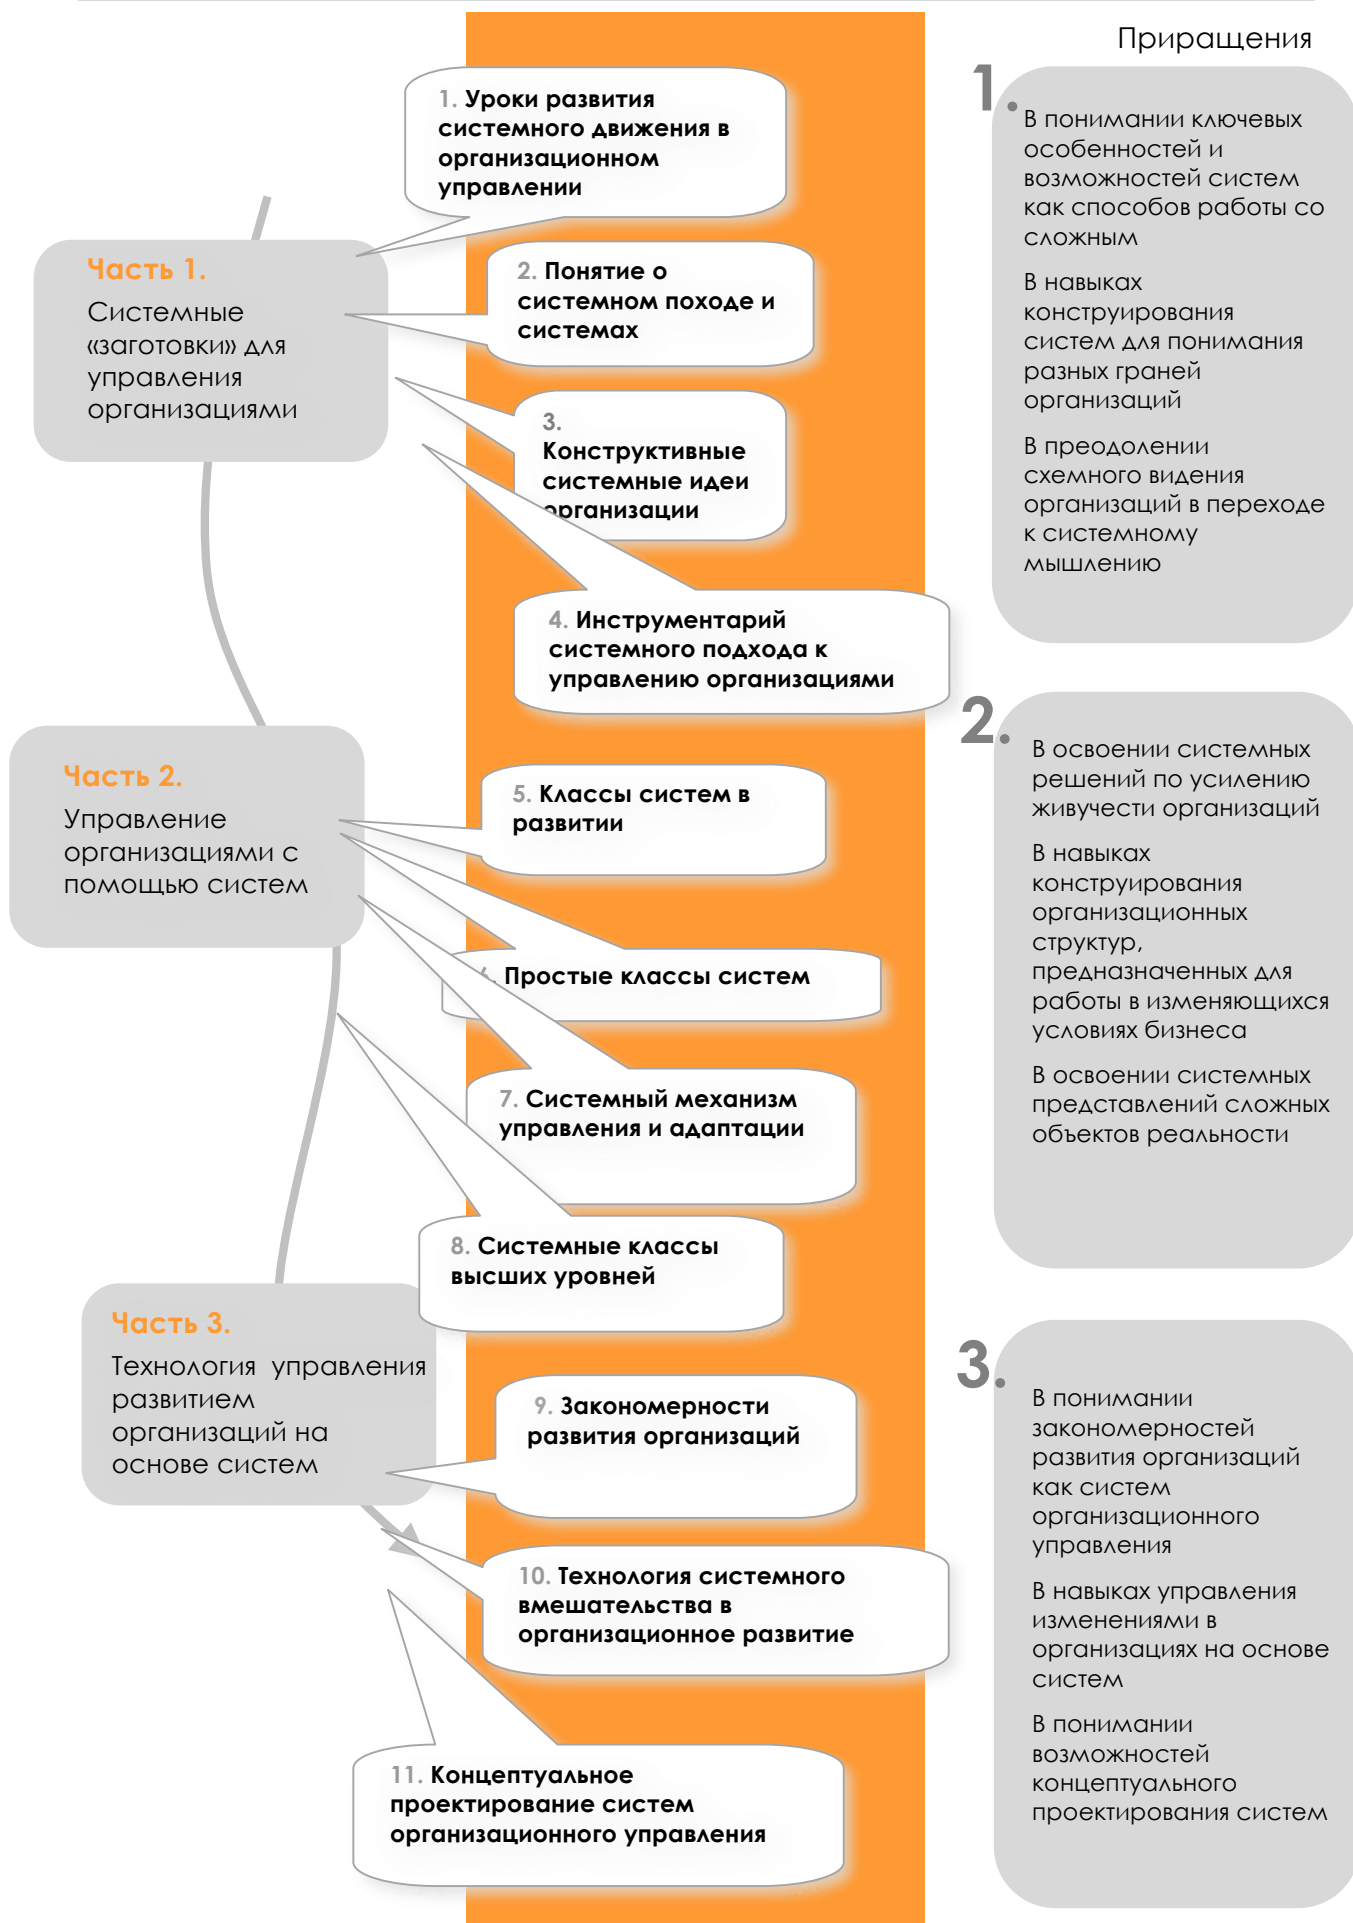 Приращения
Часть 1.
Системные
«заготовки» для
управления
организациями
1. Уроки развития
системного движения в
организационном
управлении
2. Понятие о
системном походе и
системах
3.
Конструктивные
системные идеи
организации
4. Инструментарий
системного подхода к
управлению организациями
1.
В понимании ключевых
особенностей и
возможностей систем
как способов работы со
сложным
В навыках
конструирования
систем для понимания
разных граней
организаций
В преодолении
схемного видения
организаций в переходе
к системному
мышлению
Часть 2.
Управление
организациями с
помощью систем
5. Классы систем в
развитии
6. Простые классы систем
7. Системный механизм
управления и адаптации
8. Системные классы
высших уровней
2.
В освоении системных
решений по усилению
живучести организаций
В навыках
конструирования
организационных
структур,
предназначенных для
работы в изменяющихся
условиях бизнеса
В освоении системных
представлений сложных
объектов реальности
Часть 3.
Технология управления
развитием
организаций на
основе систем
9. Закономерности
развития организаций
10. Технология системного
вмешательства в
организационное развитие
11. Концептуальное
проектирование систем
организационного управления
3.
В понимании
закономерностей
развития организаций
как систем
организационного
управления
В навыках управления
изменениями в
организациях на основе
систем
В понимании
возможностей
концептуального
проектирования систем